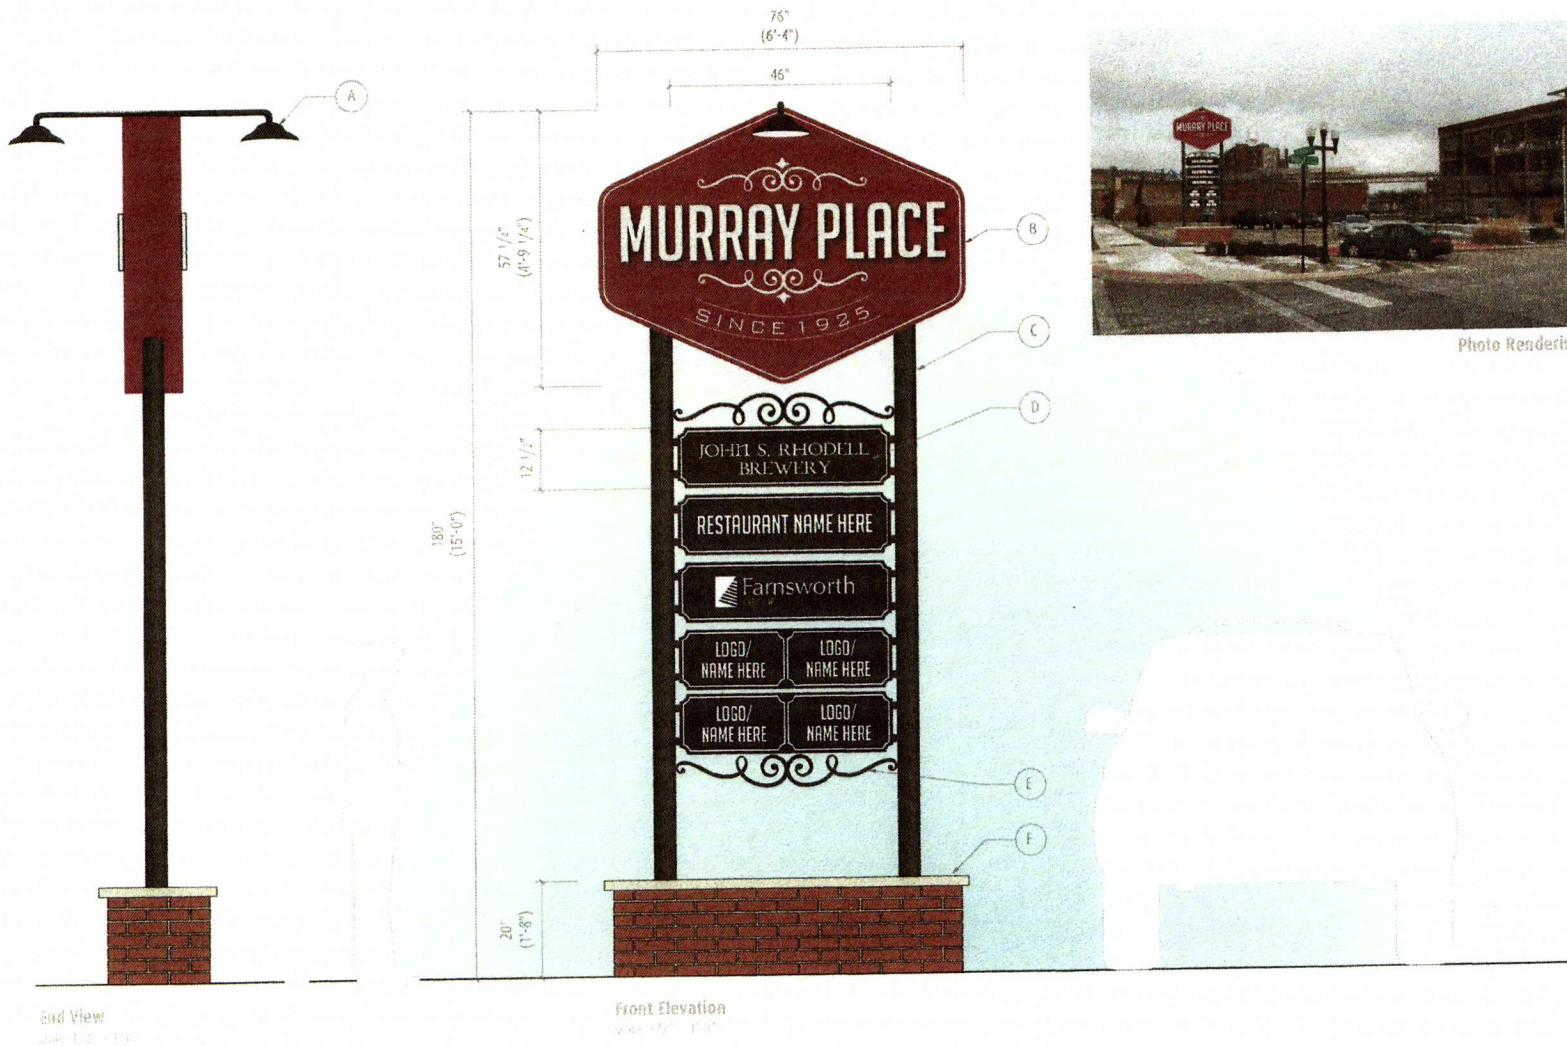 76"
(6'-4")
46"
A
57 1/4"
(4'-9 1/4")
MURRAY PLACE
SINCE 1925
B
C
D
12 1/2"
JOHN S. RHODELL
BREWERY
RESTAURANT NAME HERE
Farnsworth
LOGO/
NAME HERE
LOGO/
NAME HERE
LOGO/
NAME HERE
LOGO/
NAME HERE
180"
(15'-0")
E
F
20"
(1'-8")
End View
Front Elevation
MURRAY PLACE
Photo Renderin